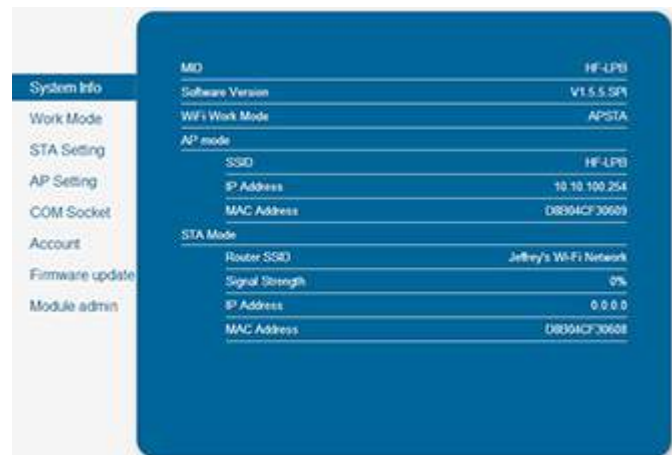 System Info
Work Mode
STA Setting
AP Setting
COM Socket
Account
Firmware update
Module admin
MID HF-LPB
Software Version V1.5.5.SPI
WiFi Work Mode APSTA
AP mode
SSID HF-LPB
IP Address 10.10.100.254
MAC Address D8B04CF30609
STA Mode
Router SSID Jeffrey's Wi-Fi Network
Signal Strength 0%
IP Address 0.0.0.0
MAC Address D8B04CF30608